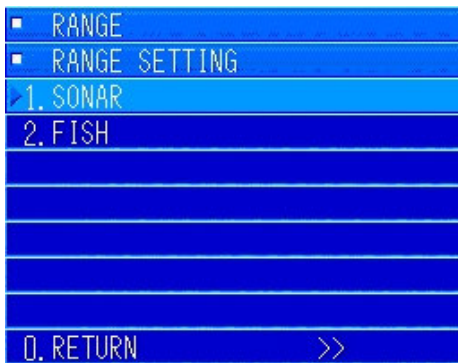 RANGE
RANGE SETTING
1. SONAR
2. FISH
0. RETURN >>